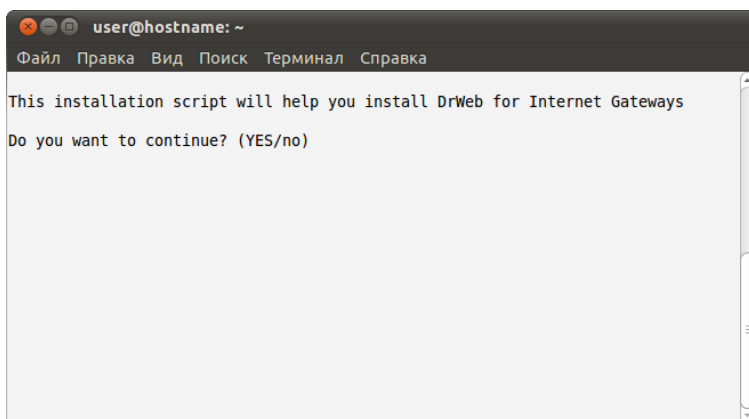 user@hostname: ~
Файл Правка Вид Поиск Терминал Справка
This installation script will help you install DrWeb for Internet Gateways
Do you want to continue? (YES/no)